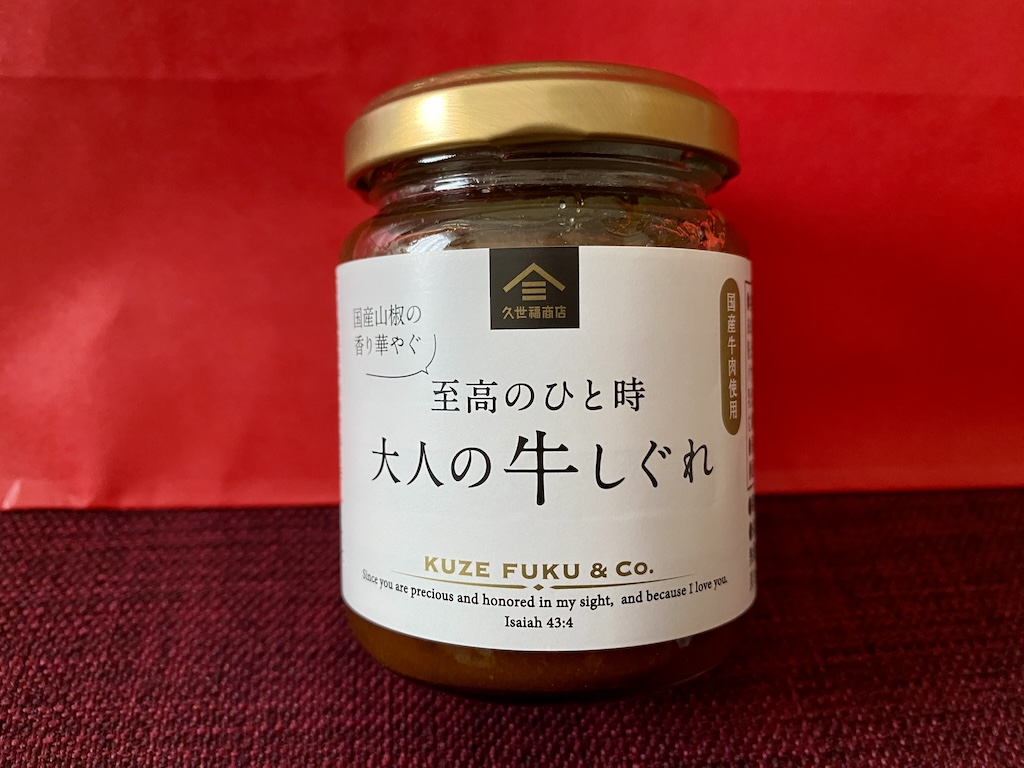 久世福商店
国産山椒の
香り華やぐ
国産牛肉使用
至高のひと時
大人の牛しぐれ
KUZE FUKU & Co.
Since you are precious and honored in my sight, and because I love you.
Isaiah 43:4